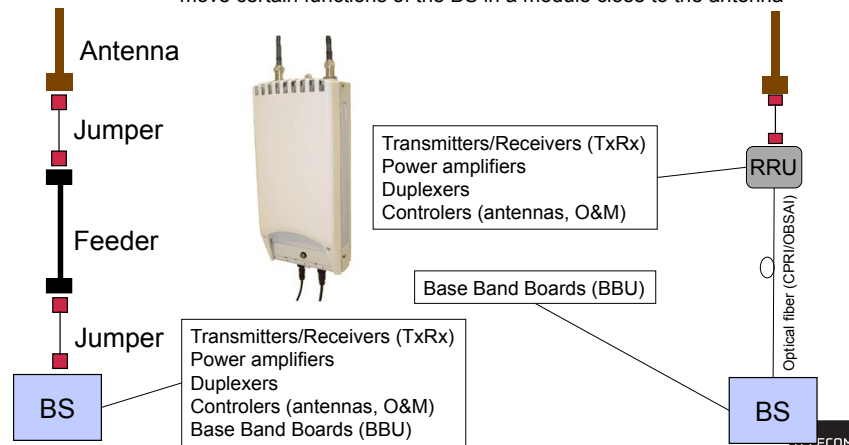 move certain functions of the BS in a module close to the antenna
Antenna
Jumper
Feeder
Jumper
BS
Transmitters/Receivers (TxRx)
Power amplifiers
Duplexers
Controlers (antennas, O&M)
Base Band Boards (BBU)
Transmitters/Receivers (TxRx)
Power amplifiers
Duplexers
Controlers (antennas, O&M)
RRU
Optical fiber (CPRI/OBSAI)
Base Band Boards (BBU)
BS